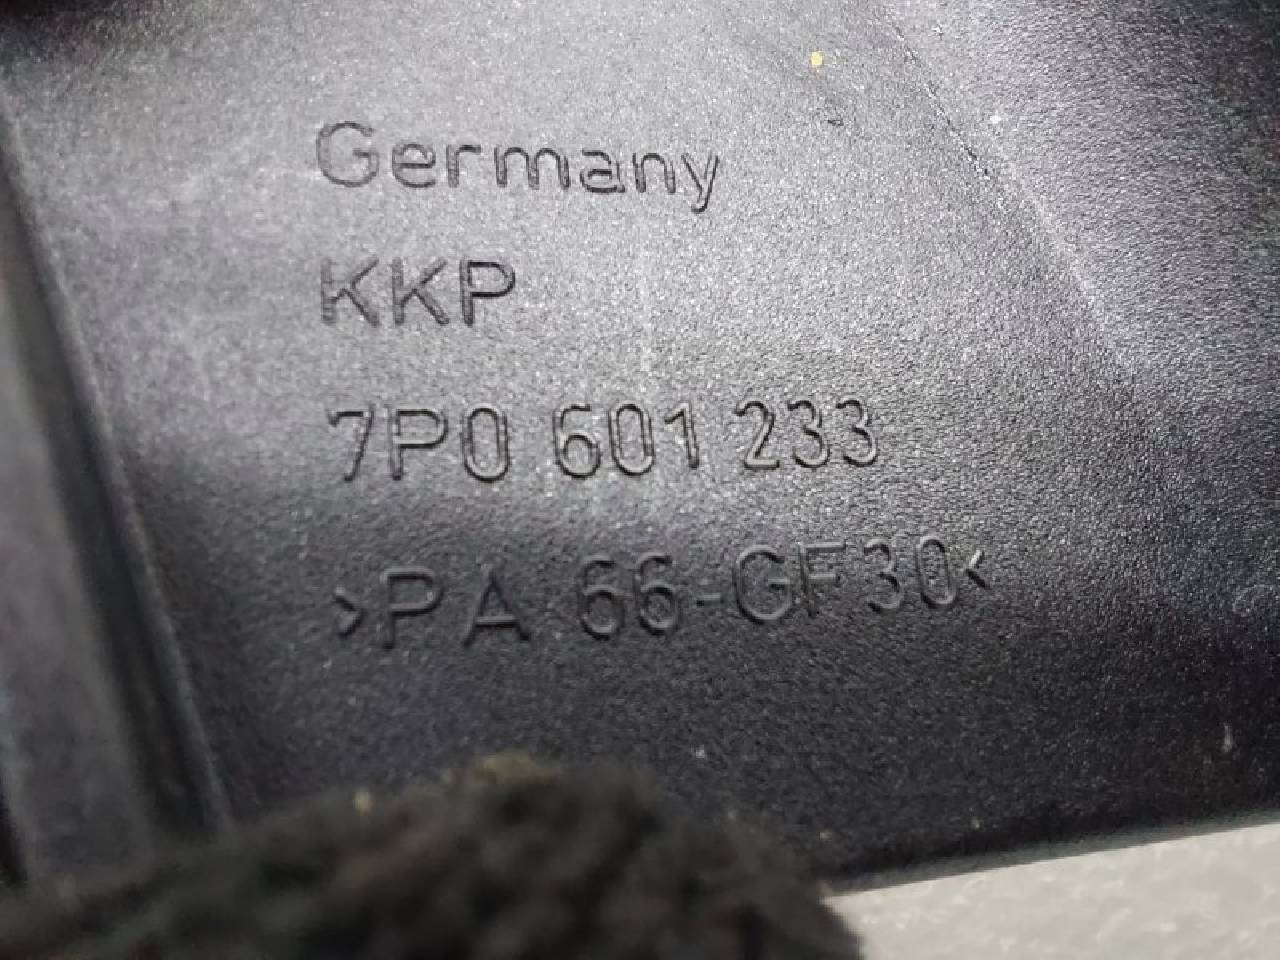 Germany
KKP
7P0 601 233
>PA 66-GF30<